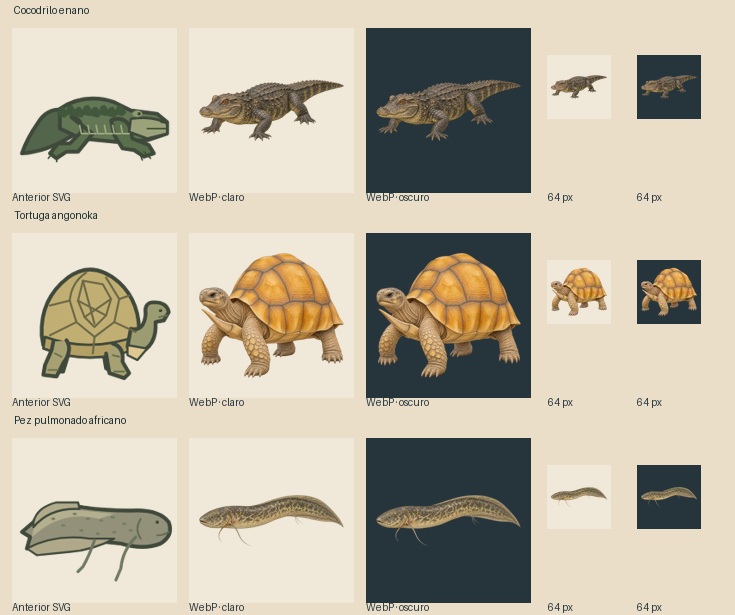 Cocodrilo enano
Anterior SVG WebP·claro WebP·oscuro 64 px 64 px
Tortuga angonoka
Anterior SVG WebP·claro WebP·oscuro 64 px 64 px
Pez pulmonado africano
Anterior SVG WebP·claro WebP·oscuro 64 px 64 px